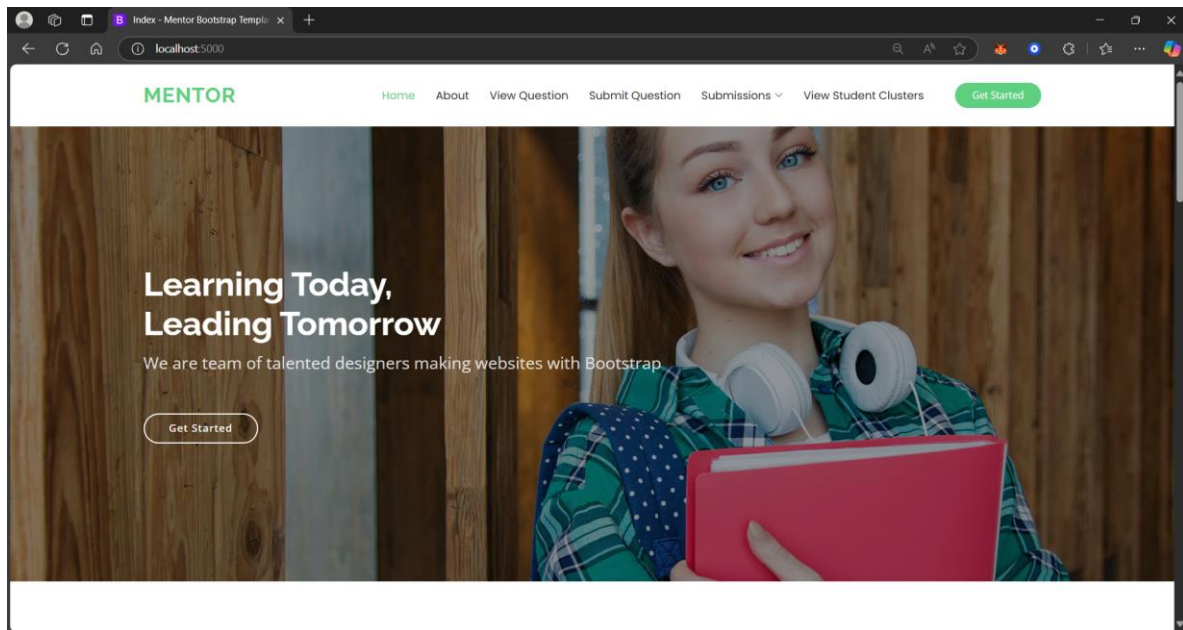 Index - Mentor Bootstrap Templa
localhost:5000
MENTOR
Home About View Question Submit Question Submissions View Student Clusters Get Started
Learning Today,
Leading Tomorrow
We are team of talented designers making websites with Bootstrap
Get Started